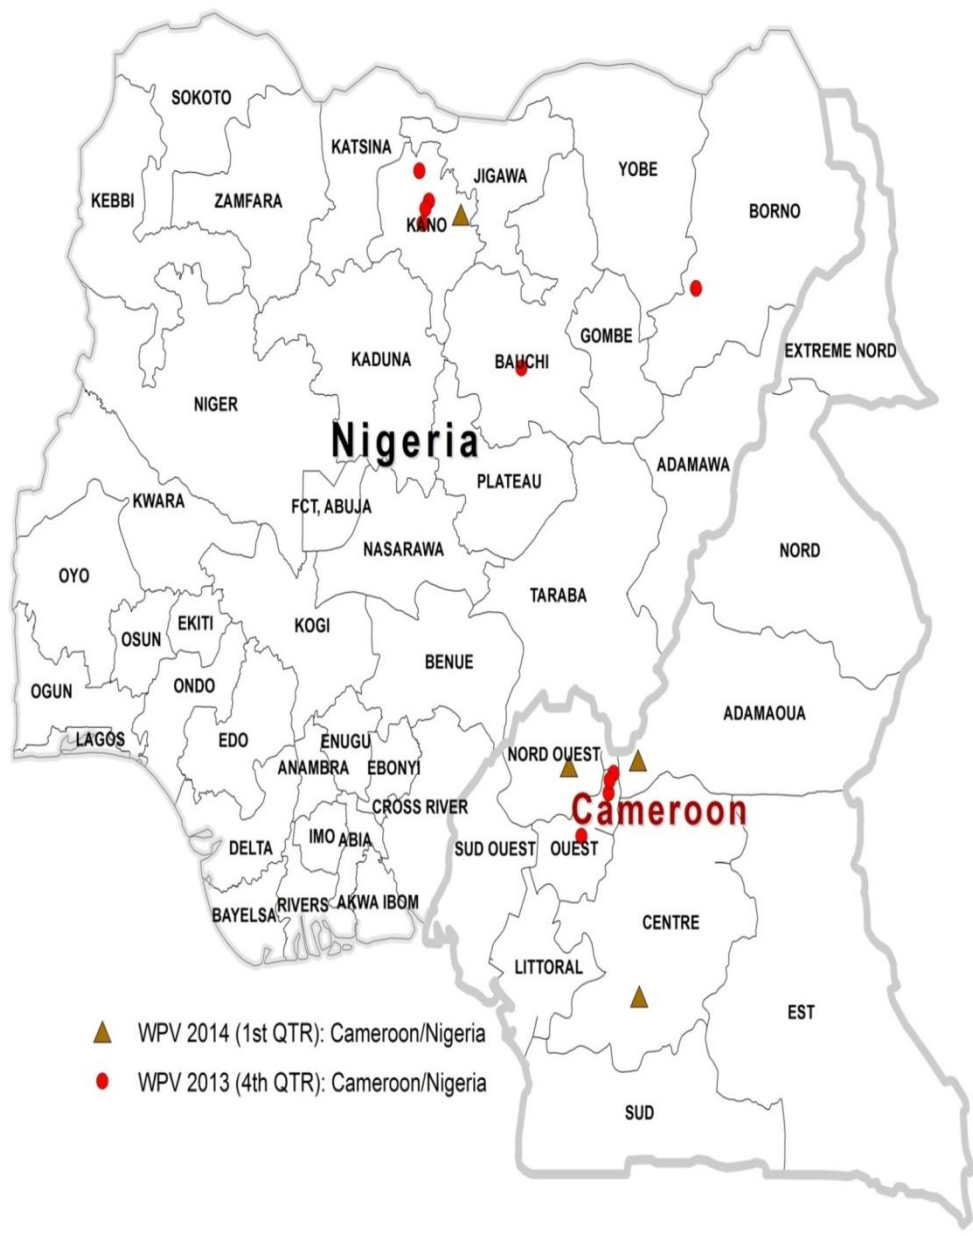 SOKOTO
KATSINA
KEBBI
ZAMFARA
JIGAWA
YOBE
BORNO
KANO
GOMBE
EXTREME NORD
KADUNA
BAUCHI
NIGER
Nigeria
ADAMAWA
PLATEAU
KWARA
FCT, ABUJA
NASARAWA
NORD
OYO
TARABA
EKITI
OSUN
KOGI
BENUE
OGUN
ONDO
ADAMAOUA
LAGOS
EDO
ENUGU
NORD OUEST
ANAMBRA
EBONYI
CROSS RIVER
Cameroon
IMO
ABIA
DELTA
SUD OUEST
OUEST
BAYELSA
RIVERS
AKWA IBOM
CENTRE
LITTORAL
EST
WPV 2014 (1st QTR): Cameroon/Nigeria
WPV 2013 (4th QTR): Cameroon/Nigeria
SUD